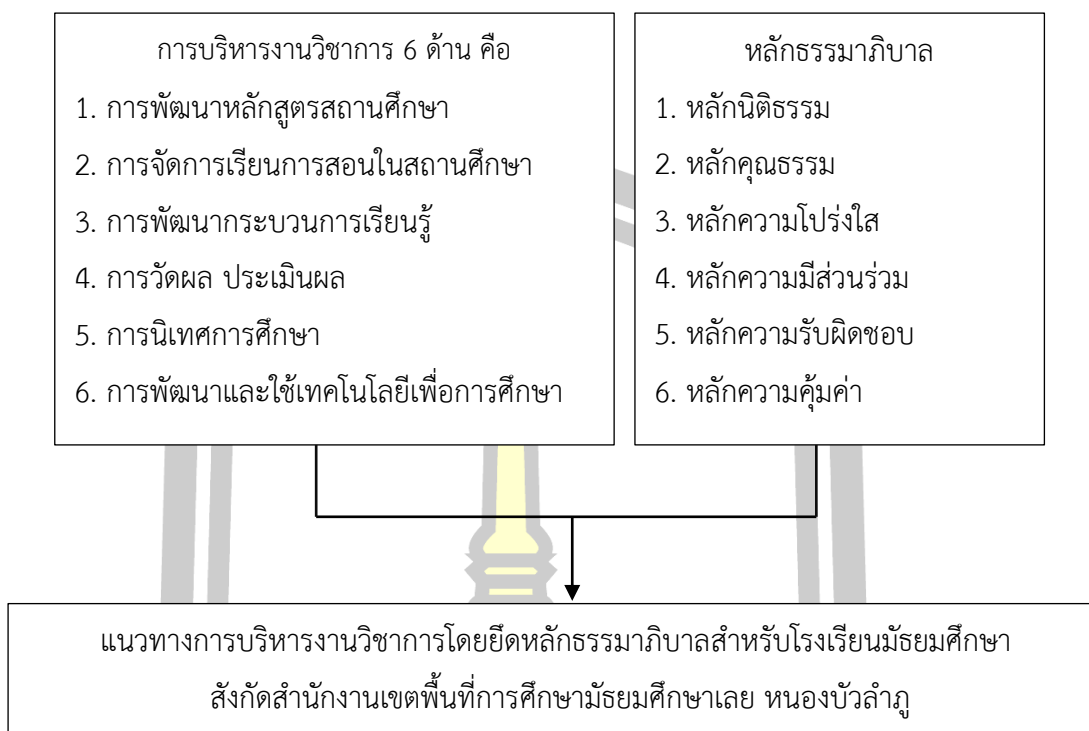 การบริหารงานวิชาการ 6 ด้าน คือ
1. การพัฒนาหลักสูตรสถานศึกษา
2. การจัดการเรียนการสอนในสถานศึกษา
3. การพัฒนากระบวนการเรียนรู้
4. การวัดผล ประเมินผล
5. การนิเทศการศึกษา
6. การพัฒนาและใช้เทคโนโลยีเพื่อการศึกษา
หลักธรรมาภิบาล
1. หลักนิติธรรม
2. หลักคุณธรรม
3. หลักความโปร่งใส
4. หลักความมีส่วนร่วม
5. หลักความรับผิดชอบ
6. หลักความคุ้มค่า
แนวทางการบริหารงานวิชาการโดยยึดหลักธรรมาภิบาลสำหรับโรงเรียนมัธยมศึกษา
สังกัดสำนักงานเขตพื้นที่การศึกษามัธยมศึกษาเลย หนองบัวลำภู